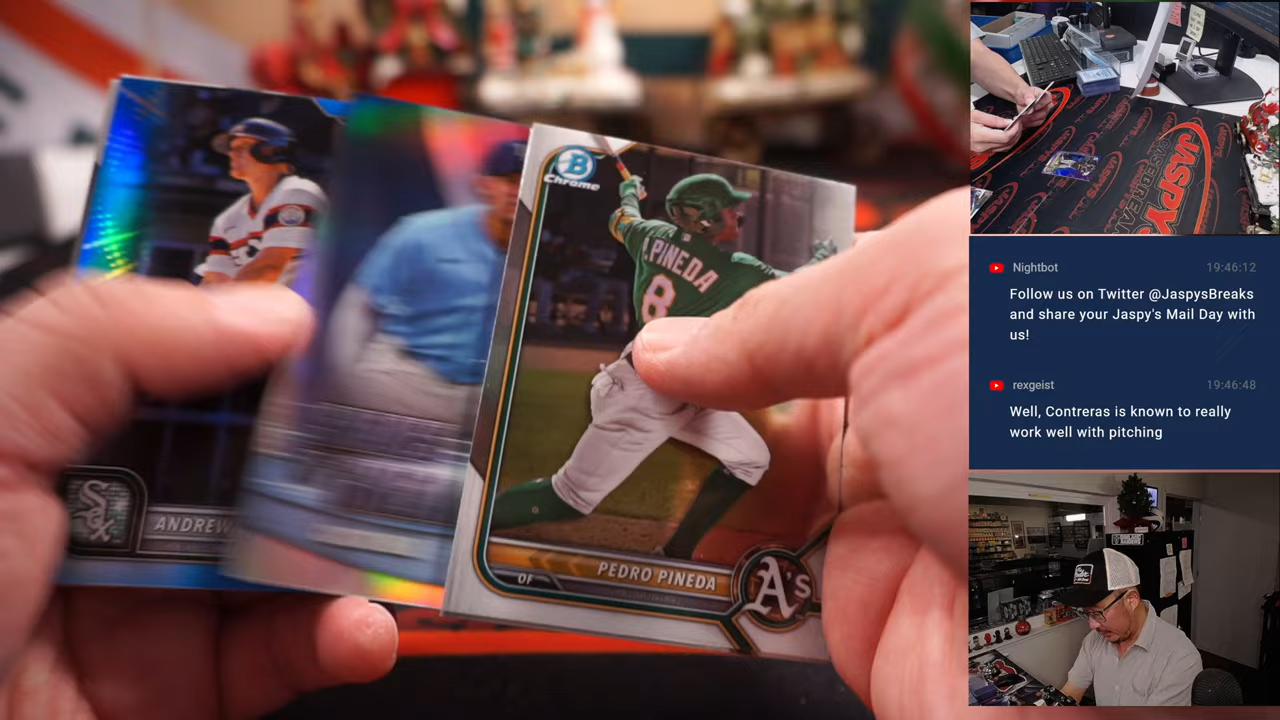 B
Chrome
J.PINEDA
8
Sox
ANDREW
OF
PEDRO PINEDA
A's
JASPYS
Nightbot
19:46:12
Follow us on Twitter @JaspysBreaks
and share your Jaspy's Mail Day with
us!
rexgeist
19:46:48
Well, Contreras is known to really
work well with pitching